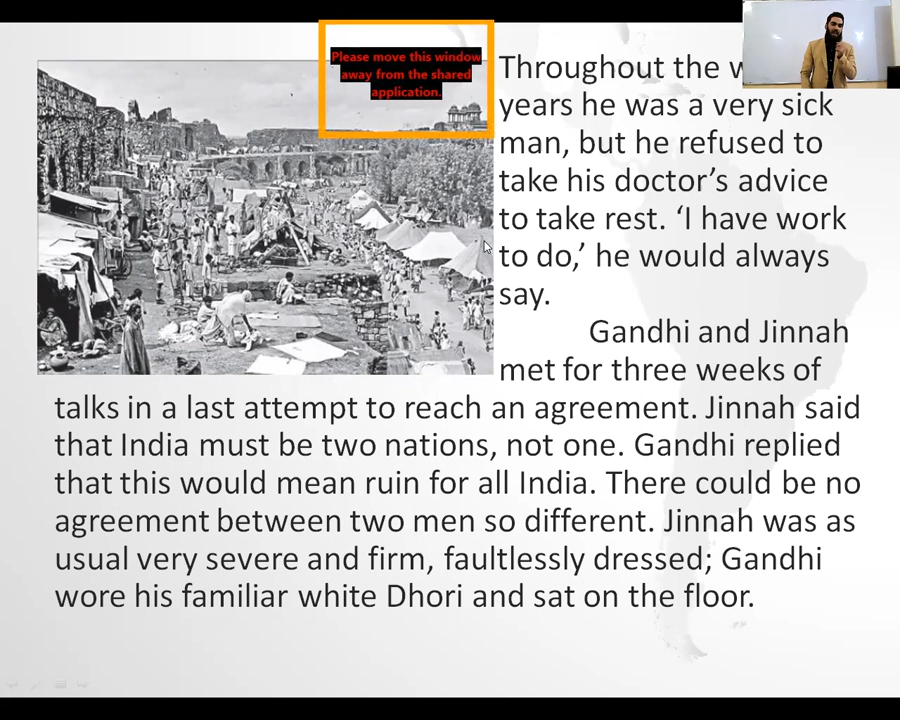 Please move this window
away from the shared
application.
Throughout the
years he was a very sick
man, but he refused to
take his doctor’s advice
to take rest. ‘I have work
to do,’ he would always
say.
Gandhi and Jinnah
met for three weeks of
talks in a last attempt to reach an agreement. Jinnah said
that India must be two nations, not one. Gandhi replied
that this would mean ruin for all India. There could be no
agreement between two men so different. Jinnah was as
usual very severe and firm, faultlessly dressed; Gandhi
wore his familiar white Dhori and sat on the floor.